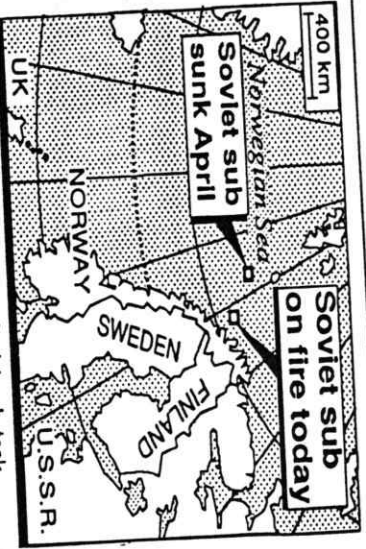 400 km
Norwegian Sea
Soviet sub
on fire today
Soviet sub
sunk April
UK
NORWAY
SWEDEN
FINLAND
U.S.S.R.